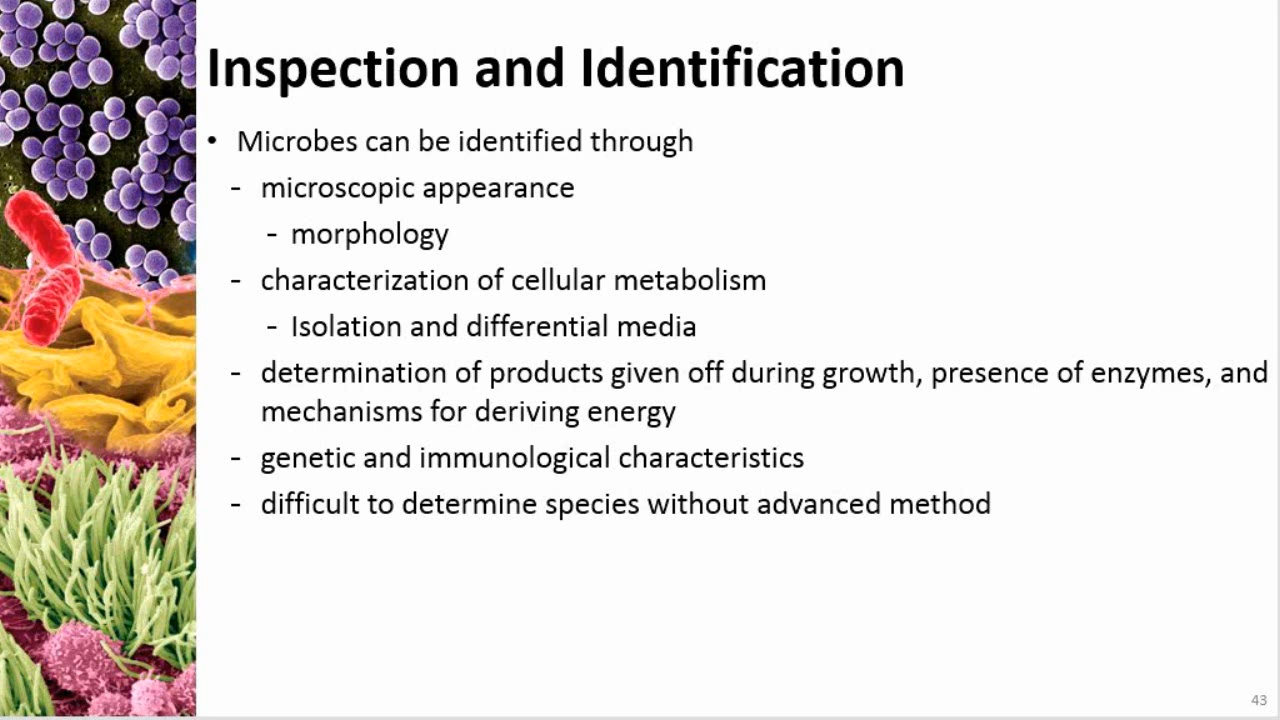 Inspection and Identification
• Microbes can be identified through
- microscopic appearance
- morphology
- characterization of cellular metabolism
- Isolation and differential media
- determination of products given off during growth, presence of enzymes, and
mechanisms for deriving energy
- genetic and immunological characteristics
- difficult to determine species without advanced method
43